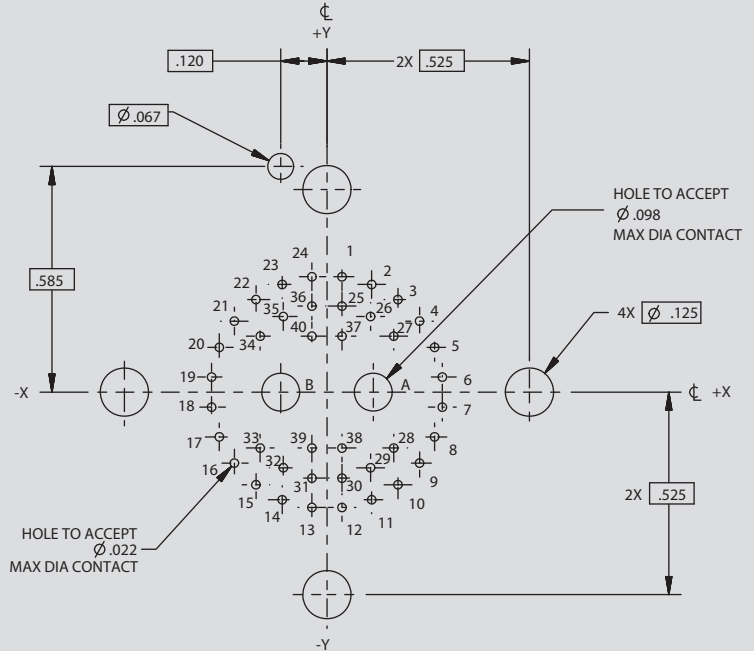 ℄
+Y
.120
2X .525
Ø .067
HOLE TO ACCEPT
Ø .098
MAX DIA CONTACT
24 1
23 2
22 36 25 3
21 35 26 4
.585
4X Ø .125
20 34 40 37 27 5
19 6
-X B A ℄ +X
18 7
17 33 39 38 28 8
16 32 29 9
31 30
15 10
14 11
13 12
2X .525
HOLE TO ACCEPT
Ø .022
MAX DIA CONTACT
-Y